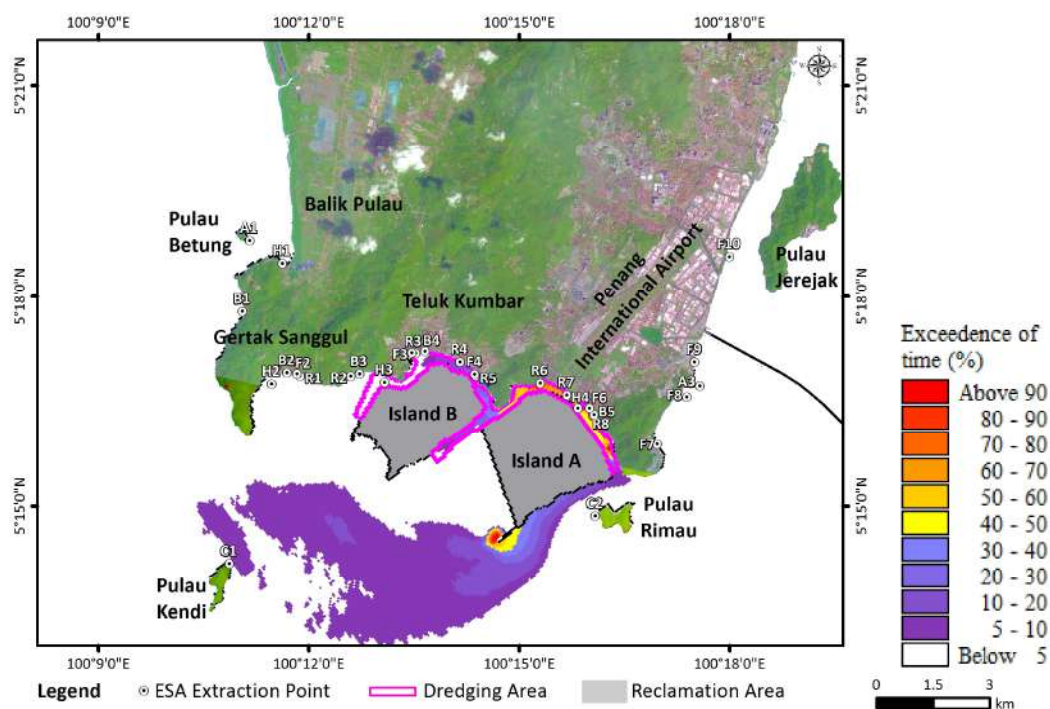 100°9'0"E 100°12'0"E 100°15'0"E 100°18'0"E
5°21'0"N
5°21'0"N
Balik Pulau
Pulau
Betung
A1
H1
F10
Pulau
Jerejak
Penang
International Airport
5°18'0"N
5°18'0"N
B1
Teluk Kumbar
Gertak Sanggul
R3 B4
F3
R4
F4
R5
B2 F2
H2
R1
R2
B3
H3
R6
R7
H4 F6
B5
R8
F9
A3
F8
F7
Island B
Island A
5°15'0"N
5°15'0"N
C2
Pulau
Rimau
C1
Pulau
Kendi
Exceedence of
time (%)
Above 90
80 - 90
70 - 80
60 - 70
50 - 60
40 - 50
30 - 40
20 - 30
10 - 20
5 - 10
Below 5
100°9'0"E 100°12'0"E 100°15'0"E 100°18'0"E
Legend ESA Extraction Point Dredging Area Reclamation Area
0 1.5 3
km